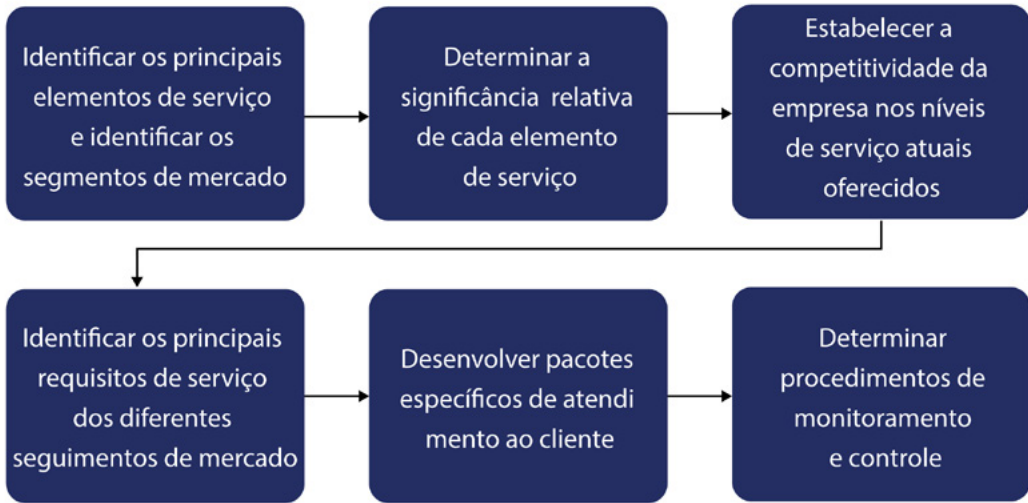 Identificar os principais
elementos de serviço
e identificar os
segmentos de mercado
Determinar a
significância relativa
de cada elemento
de serviço
Estabelecer a
competitividade da
empresa nos níveis
de serviço atuais
oferecidos
Identificar os principais
requisitos de serviço
dos diferentes
seguimentos de mercado
Desenvolver pacotes
específicos de atendi
mento ao cliente
Determinar
procedimentos de
monitoramento
e controle